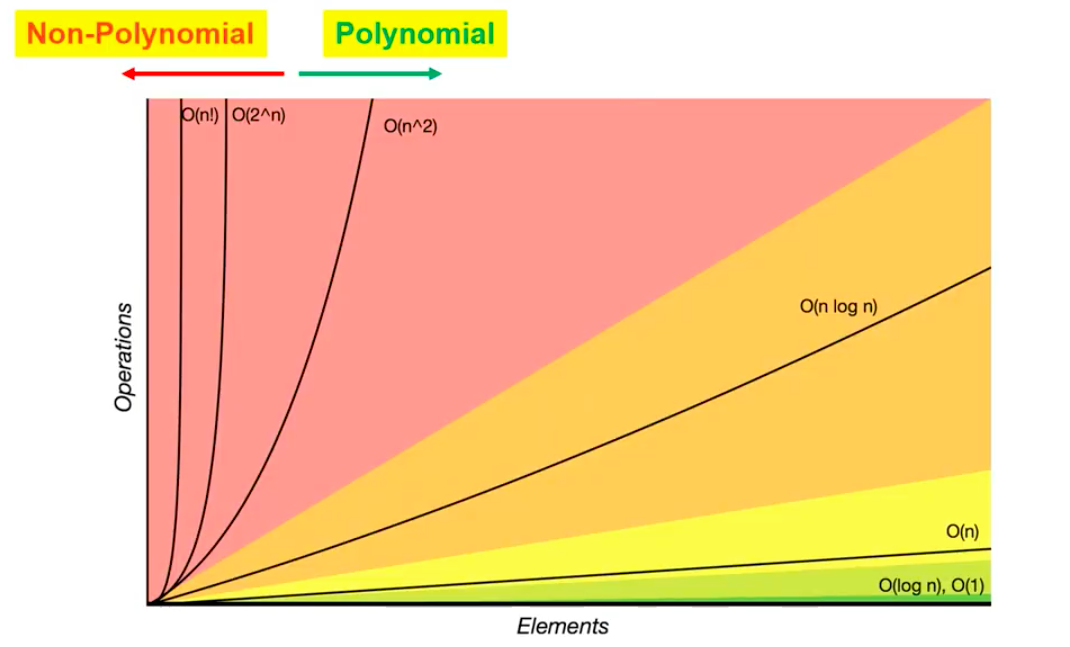 Non-Polynomial
Polynomial
O(n!)
O(2^n)
O(n^2)
O(n log n)
O(n)
O(log n), O(1)
Operations
Elements